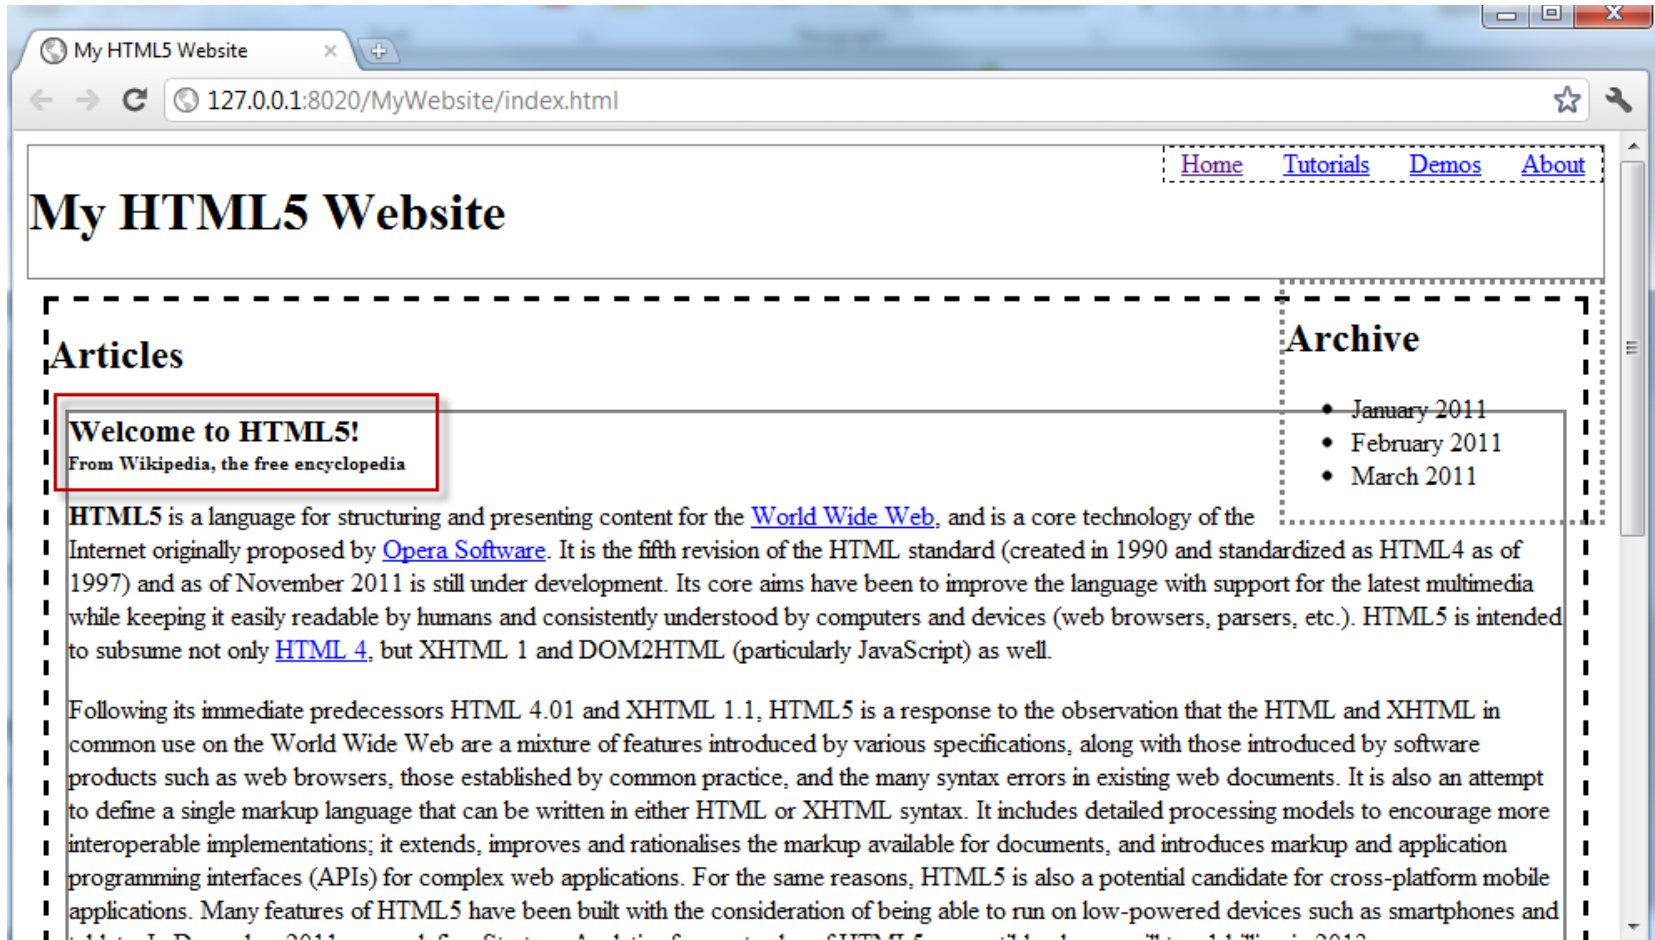 My HTML5 Website
127.0.0.1:8020/MyWebsite/index.html
Home Tutorials Demos About
My HTML5 Website
Articles
Archive
January 2011
February 2011
March 2011
Welcome to HTML5!
From Wikipedia, the free encyclopedia
HTML5 is a language for structuring and presenting content for the World Wide Web, and is a core technology of the
Internet originally proposed by Opera Software. It is the fifth revision of the HTML standard (created in 1990 and standardized as HTML4 as of
1997) and as of November 2011 is still under development. Its core aims have been to improve the language with support for the latest multimedia
while keeping it easily readable by humans and consistently understood by computers and devices (web browsers, parsers, etc.). HTML5 is intended
to subsume not only HTML 4, but XHTML 1 and DOM2HTML (particularly JavaScript) as well.
Following its immediate predecessors HTML 4.01 and XHTML 1.1, HTML5 is a response to the observation that the HTML and XHTML in
common use on the World Wide Web are a mixture of features introduced by various specifications, along with those introduced by software
products such as web browsers, those established by common practice, and the many syntax errors in existing web documents. It is also an attempt
to define a single markup language that can be written in either HTML or XHTML syntax. It includes detailed processing models to encourage more
interoperable implementations; it extends, improves and rationalises the markup available for documents, and introduces markup and application
programming interfaces (APIs) for complex web applications. For the same reasons, HTML5 is also a potential candidate for cross-platform mobile
applications. Many features of HTML5 have been built with the consideration of being able to run on low-powered devices such as smartphones and